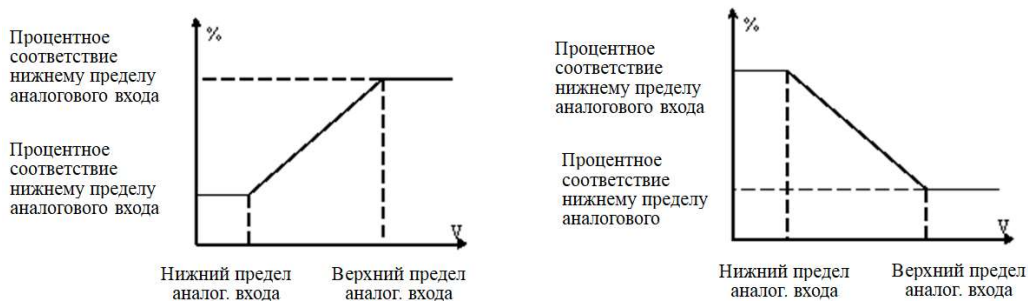 %
Процентное
соответствие
нижнему пределу
аналогового входа
Процентное
соответствие
нижнему пределу
аналогового входа
V
Нижний предел
аналог. входа
Верхний предел
аналог. входа
%
Процентное
соответствие
нижнему пределу
аналогового входа
Процентное
соответствие
нижнему пределу
аналогового
V
Нижний предел
аналог. входа
Верхний предел
аналог. входа